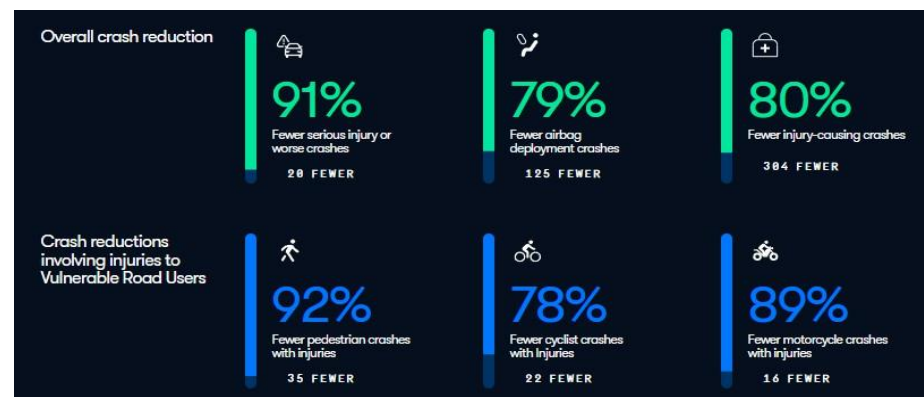 Overall crash reduction
91%
Fewer serious injury or
worse crashes
20 FEWER
79%
Fewer airbag
deployment crashes
125 FEWER
80%
Fewer injury-causing crashes
304 FEWER
Crash reductions
involving injuries to
Vulnerable Road Users
92%
Fewer pedestrian crashes
with injuries
35 FEWER
78%
Fewer cyclist crashes
with Injuries
22 FEWER
89%
Fewer motorcycle crashes
with injuries
16 FEWER